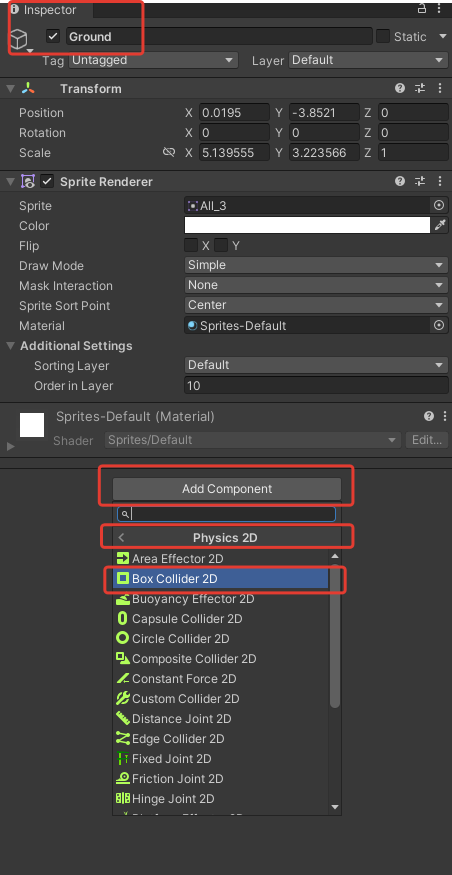 Inspector
Ground
Static
Tag Untagged Layer Default
Transform
Position X 0.0195 Y -3.8521 Z 0
Rotation X 0 Y 0 Z 0
Scale X 5.139555 Y 3.223566 Z 1
Sprite Renderer
Sprite All_3
Color
Flip X Y
Draw Mode Simple
Mask Interaction None
Sprite Sort Point Center
Material Sprites-Default
Additional Settings
Sorting Layer Default
Order in Layer 10
Sprites-Default (Material)
Shader Sprites/Default Edit...
Add Component
Physics 2D
Area Effector 2D
Box Collider 2D
Buoyancy Effector 2D
Capsule Collider 2D
Circle Collider 2D
Composite Collider 2D
Constant Force 2D
Custom Collider 2D
Distance Joint 2D
Edge Collider 2D
Fixed Joint 2D
Friction Joint 2D
Hinge Joint 2D